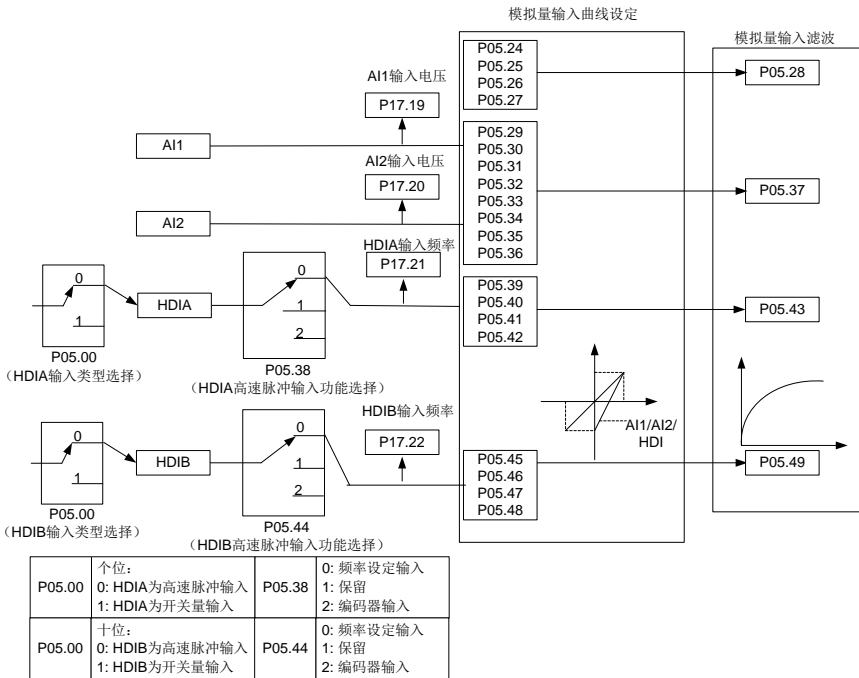 模拟量输入曲线设定
模拟量输入滤波
P05.24
P05.25
P05.26
P05.27
P05.28
AI1输入电压
P17.19
AI1
P05.29
P05.30
P05.31
P05.32
P05.33
P05.34
P05.35
P05.36
P05.37
AI2输入电压
P17.20
AI2
HDIA输入频率
P17.21
0
1
P05.00
(HDIA输入类型选择)
HDIA
0
1
2
P05.38
(HDIA高速脉冲输入功能选择)
P05.39
P05.40
P05.41
P05.42
P05.43
AI1/AI2/
HDI
HDIB输入频率
P17.22
0
1
P05.00
(HDIB输入类型选择)
HDIB
0
1
2
P05.44
(HDIB高速脉冲输入功能选择)
P05.45
P05.46
P05.47
P05.48
P05.49
P05.00
个位:
0: HDIA为高速脉冲输入
1: HDIA为开关量输入
P05.38
0: 频率设定输入
1: 保留
2: 编码器输入
P05.00
十位:
0: HDIB为高速脉冲输入
1: HDIB为开关量输入
P05.44
0: 频率设定输入
1: 保留
2: 编码器输入